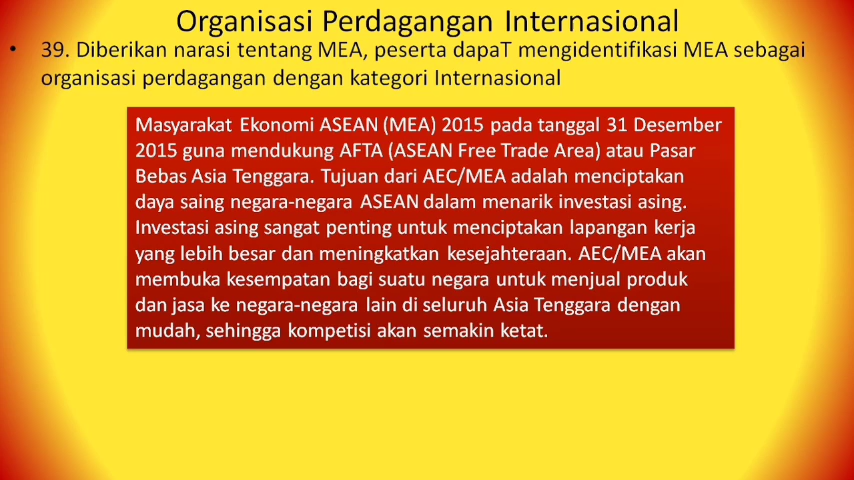 Organisasi Perdagangan Internasional
• 39. Diberikan narasi tentang MEA, peserta dapaT mengidentifikasi MEA sebagai
organisasi perdagangan dengan kategori Internasional
Masyarakat Ekonomi ASEAN (MEA) 2015 pada tanggal 31 Desember
2015 guna mendukung AFTA (ASEAN Free Trade Area) atau Pasar
Bebas Asia Tenggara. Tujuan dari AEC/MEA adalah menciptakan
daya saing negara-negara ASEAN dalam menarik investasi asing.
Investasi asing sangat penting untuk menciptakan lapangan kerja
yang lebih besar dan meningkatkan kesejahteraan. AEC/MEA akan
membuka kesempatan bagi suatu negara untuk menjual produk
dan jasa ke negara-negara lain di seluruh Asia Tenggara dengan
mudah, sehingga kompetisi akan semakin ketat.